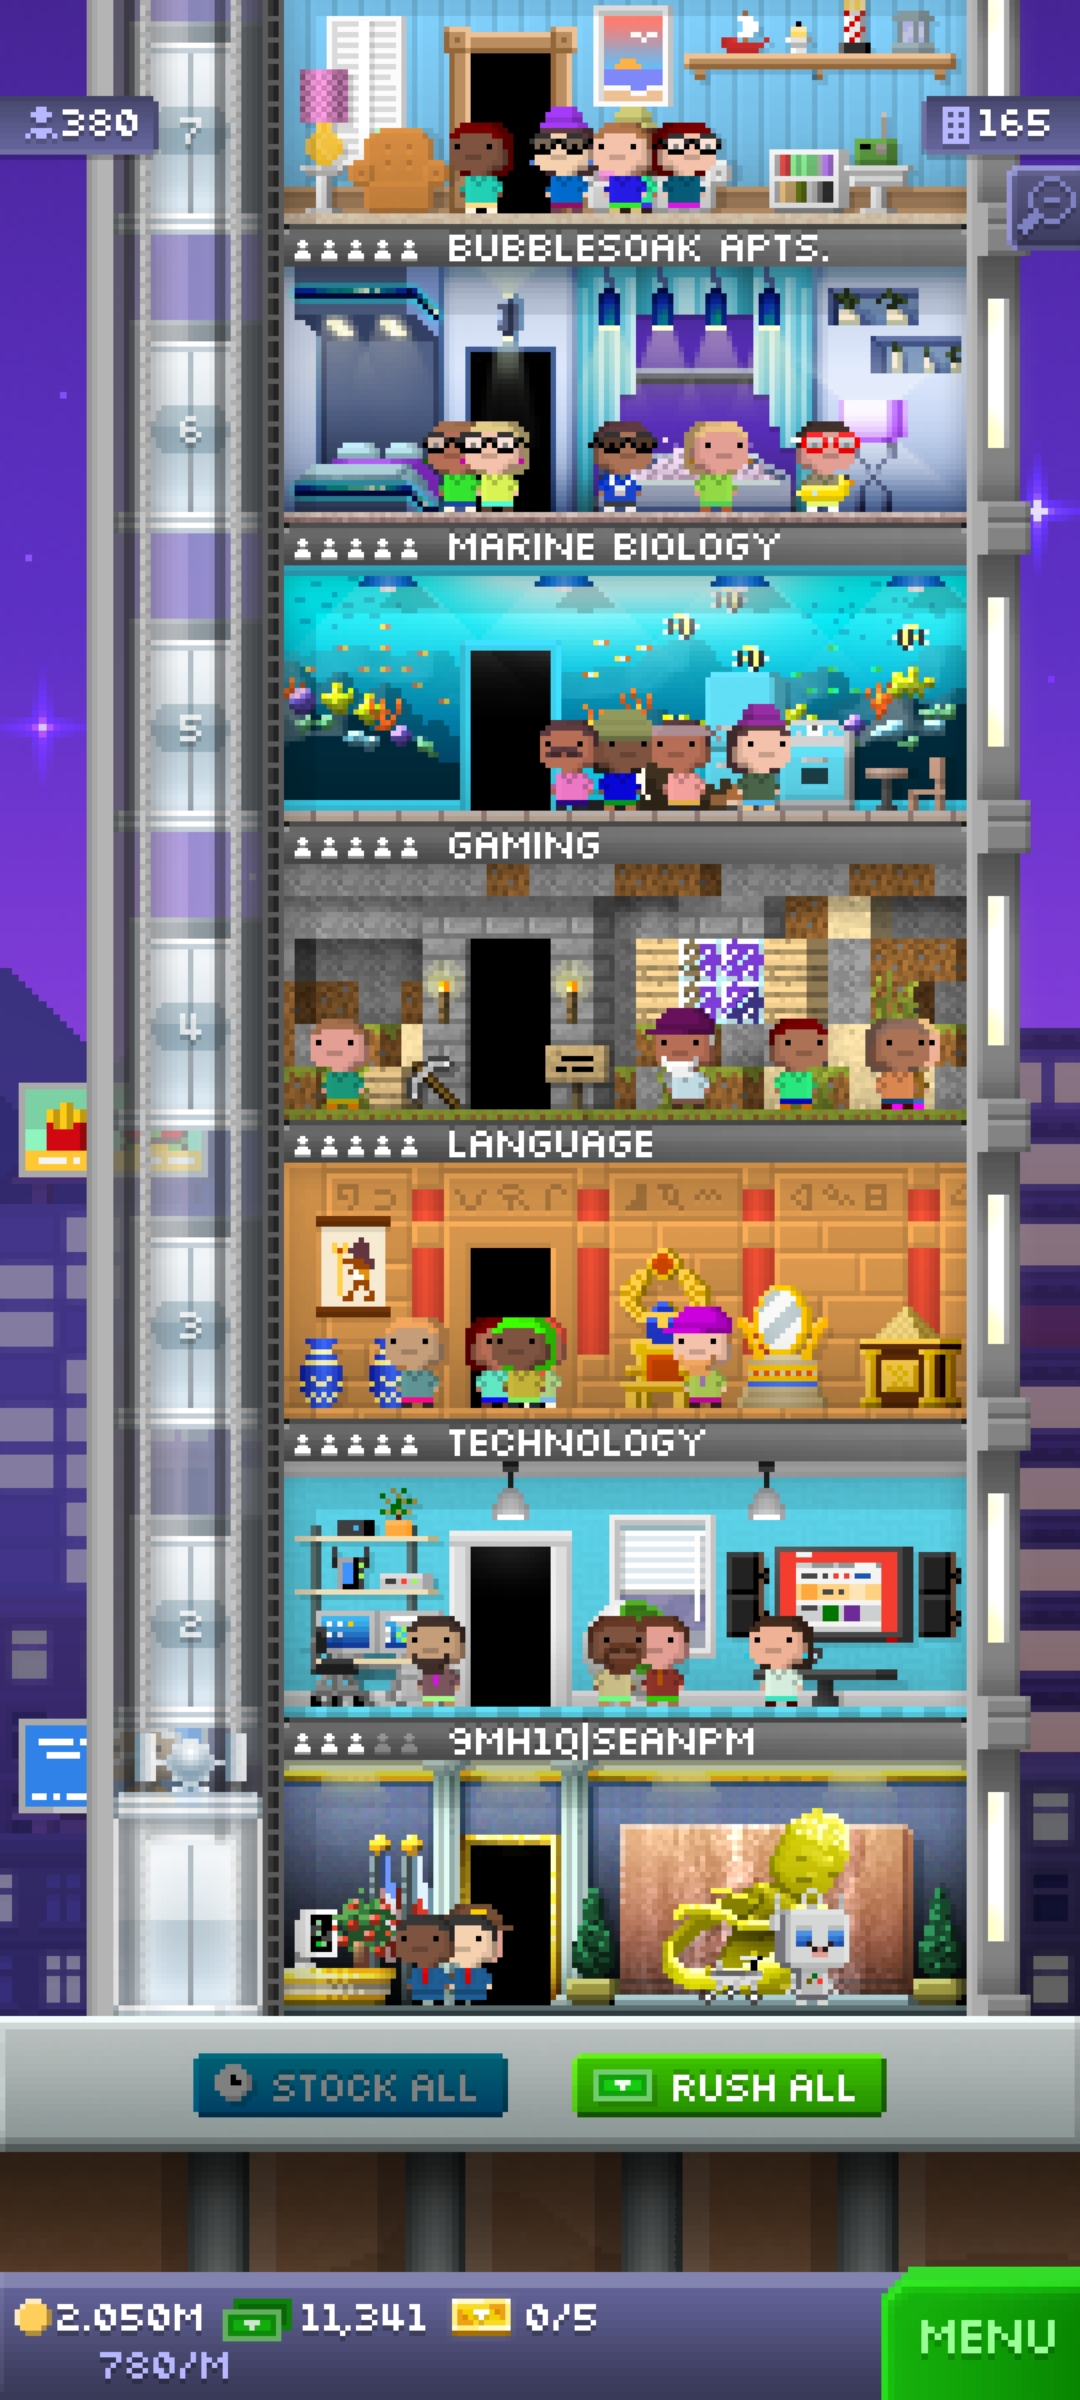 380
165
7
BUBBLESOAK APTS.
6
MARINE BIOLOGY
5
GAMING
4
LANGUAGE
3
TECHNOLOGY
2
9MH1Q|SEANPM
STOCK ALL
RUSH ALL
2.050M
11,341
0/5
780/M
MENU